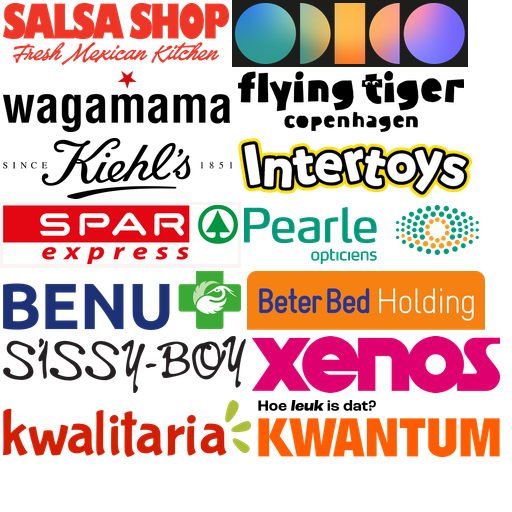 SALSA SHOP
Fresh Mexican Kitchen
ODIDO
wagamama
flying tiger
copenhagen
SINCE Kiehl's 1851
Intertoys
SPAR
express
Pearle
opticiens
BENU
Beter Bed Holding
SISSY-BOY
xenos
kwalitaria
Hoe leuk is dat?
KWANTUM